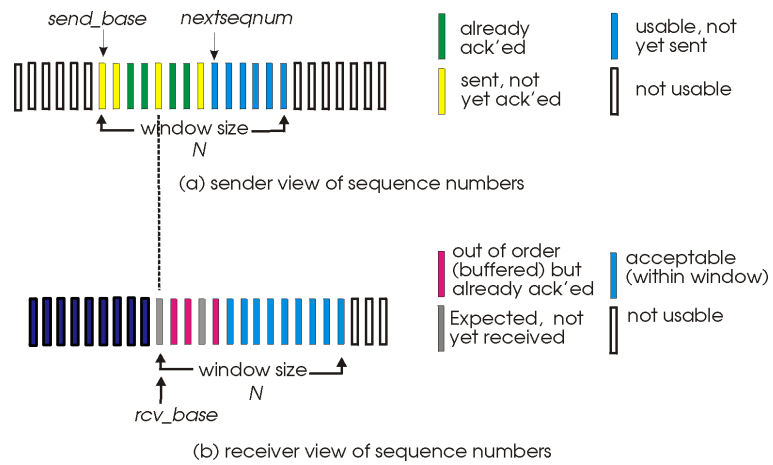 send_base
nextseqnum
already
ack'ed
usable, not
yet sent
sent, not
yet ack'ed
not usable
window size
N
(a) sender view of sequence numbers
out of order
(buffered) but
already ack'ed
acceptable
(within window)
Expected, not
yet received
not usable
window size
N
rcv_base
(b) receiver view of sequence numbers